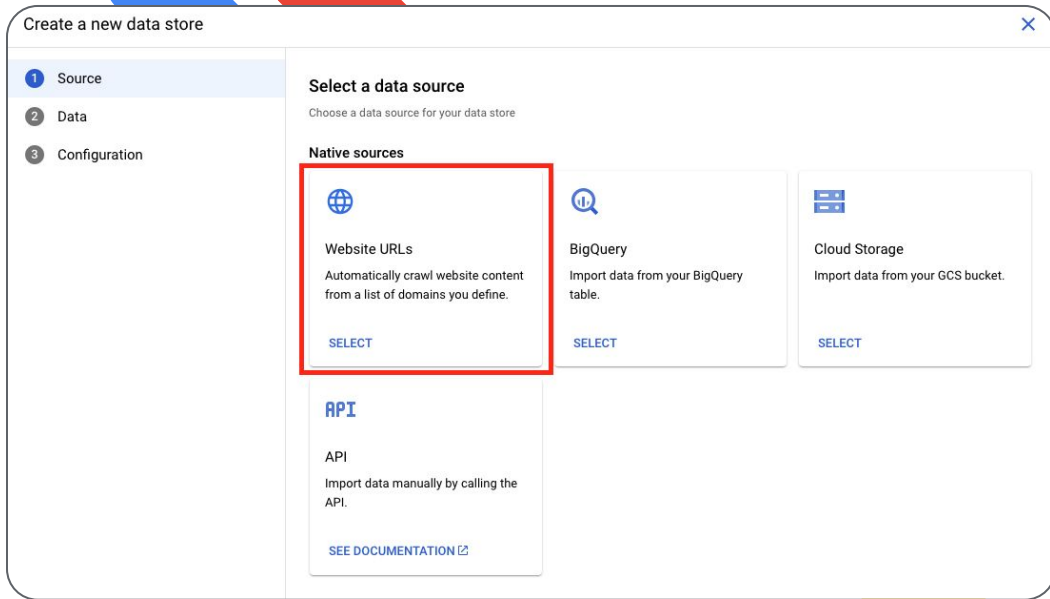 Create a new data store
1 Source
2 Data
3 Configuration
Select a data source
Choose a data source for your data store
Native sources
Website URLs
Automatically crawl website content
from a list of domains you define.
SELECT
BigQuery
Import data from your BigQuery
table.
SELECT
Cloud Storage
Import data from your GCS bucket.
SELECT
API
API
Import data manually by calling the
API.
SEE DOCUMENTATION